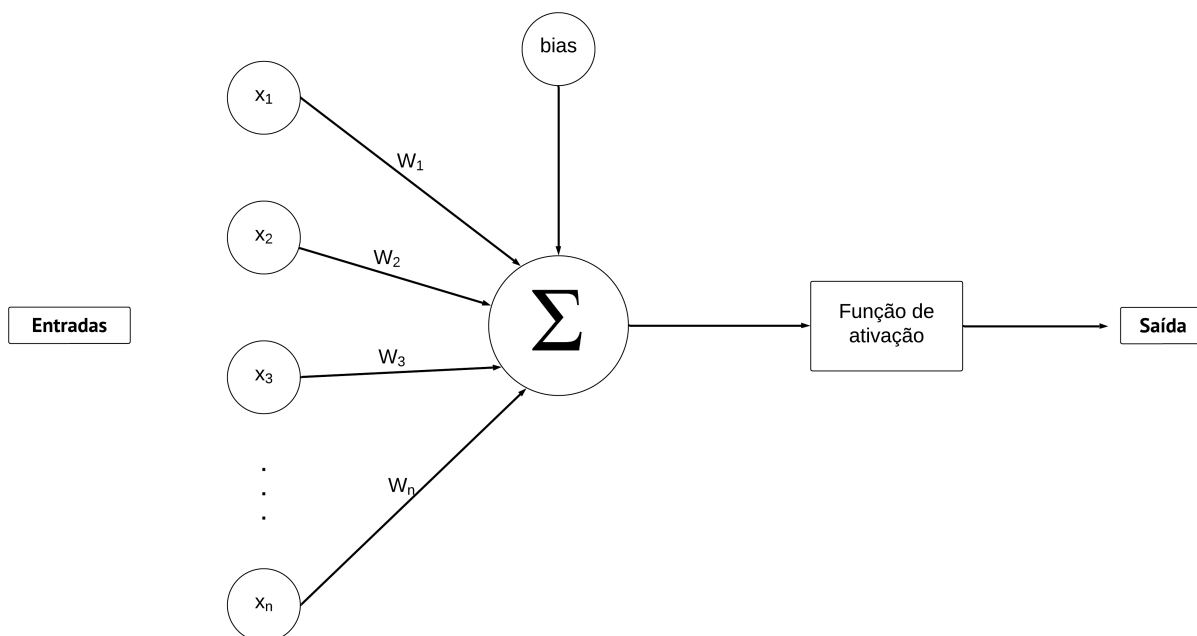 bias
x₁
W₁
x₂
W₂
Entradas
Σ
Função de
ativação
Saída
W₃
x₃
.
.
.
Wₙ
xₙ